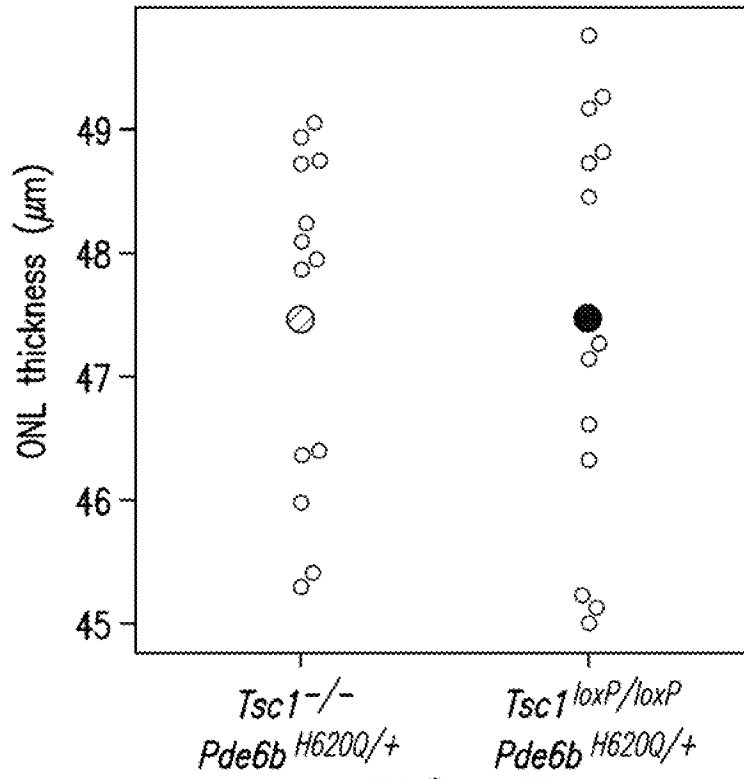 ONL thickness (μm)
49
48
47
46
45
Tsc1⁻/⁻
Pde6b H620Q/+
Tsc1 loxP/loxP
Pde6b H620Q/+